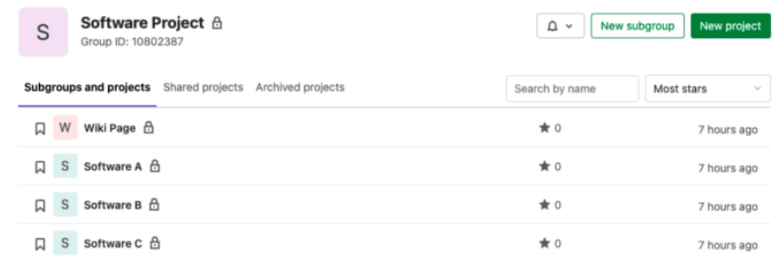 S
Software Project
Group ID: 10802387
New subgroup
New project
Subgroups and projects Shared projects Archived projects
Search by name
Most stars
W Wiki Page 0 7 hours ago
S Software A 0 7 hours ago
S Software B 0 7 hours ago
S Software C 0 7 hours ago